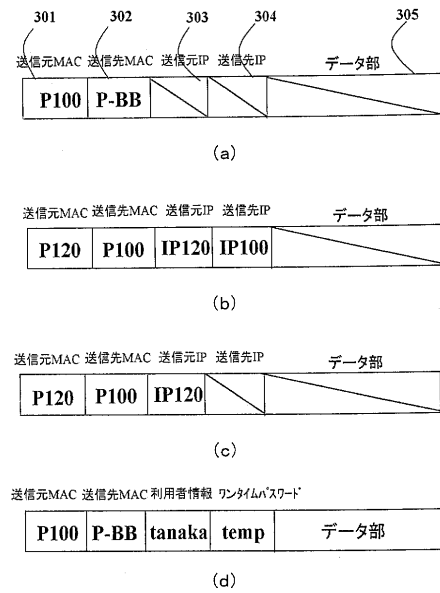 301 302 303 304 305
送信元MAC 送信先MAC 送信元IP 送信先IP データ部
P100 P-BB
(a)
送信元MAC 送信先MAC 送信元IP 送信先IP データ部
P120 P100 IP120 IP100
(b)
送信元MAC 送信先MAC 送信元IP 送信先IP データ部
P120 P100 IP120
(c)
送信元MAC 送信先MAC 利用者情報 ワンタイムパスワード
P100 P-BB tanaka temp データ部
(d)